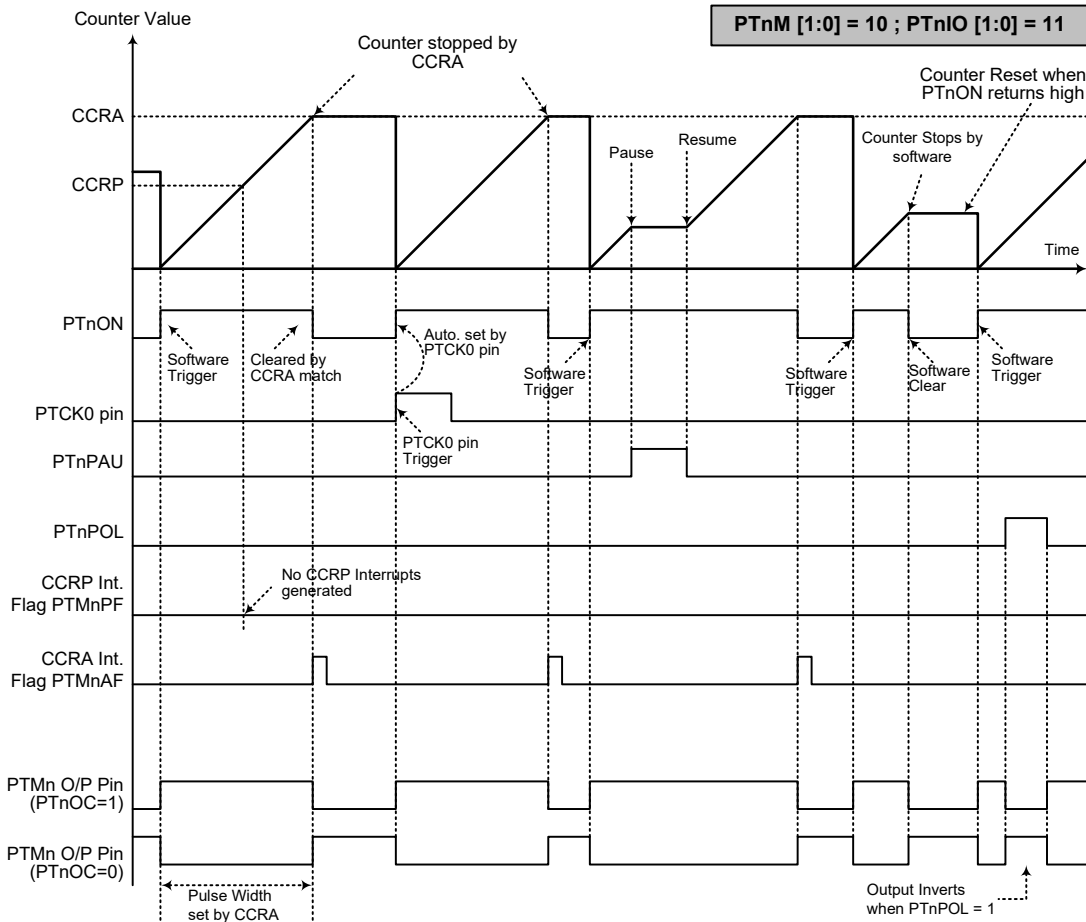 Counter Value
PTnM [1:0] = 10 ; PTnIO [1:0] = 11
Counter stopped by
CCRA
Counter Reset when
PTnON returns high
CCRA
Counter Stops by
software
Pause
Resume
CCRP
Time
PTnON
Software
Trigger
Cleared by
CCRA match
Auto. set by
PTCK0 pin
Software
Trigger
Software
Trigger
Software
Clear
Software
Trigger
PTCK0 pin
PTCK0 pin
Trigger
PTnPAU
PTnPOL
CCRP Int.
Flag PTMnPF
No CCRP Interrupts
generated
CCRA Int.
Flag PTMnAF
PTMn O/P Pin
(PTnOC=1)
PTMn O/P Pin
(PTnOC=0)
Pulse Width
set by CCRA
Output Inverts
when PTnPOL = 1